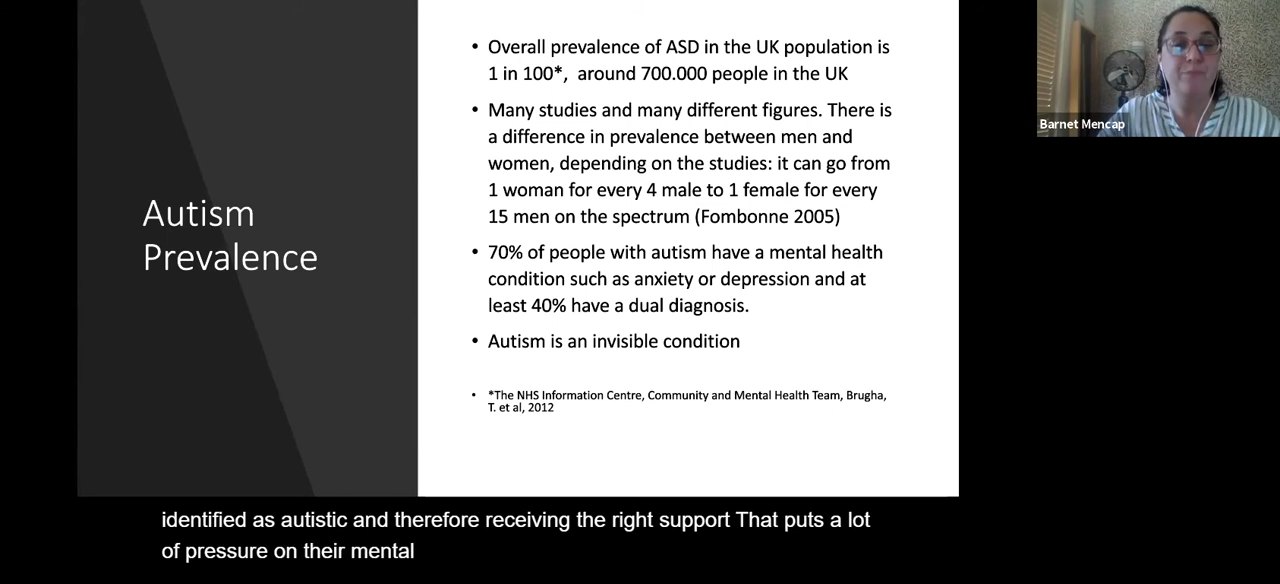 Autism
Prevalence
• Overall prevalence of ASD in the UK population is
1 in 100*, around 700.000 people in the UK
• Many studies and many different figures. There is
a difference in prevalence between men and
women, depending on the studies: it can go from
1 woman for every 4 male to 1 female for every
15 men on the spectrum (Fombonne 2005)
• 70% of people with autism have a mental health
condition such as anxiety or depression and at
least 40% have a dual diagnosis.
• Autism is an invisible condition
• *The NHS Information Centre, Community and Mental Health Team, Brugha,
T. et al, 2012
Barnet Mencap
identified as autistic and therefore receiving the right support That puts a lot
of pressure on their mental